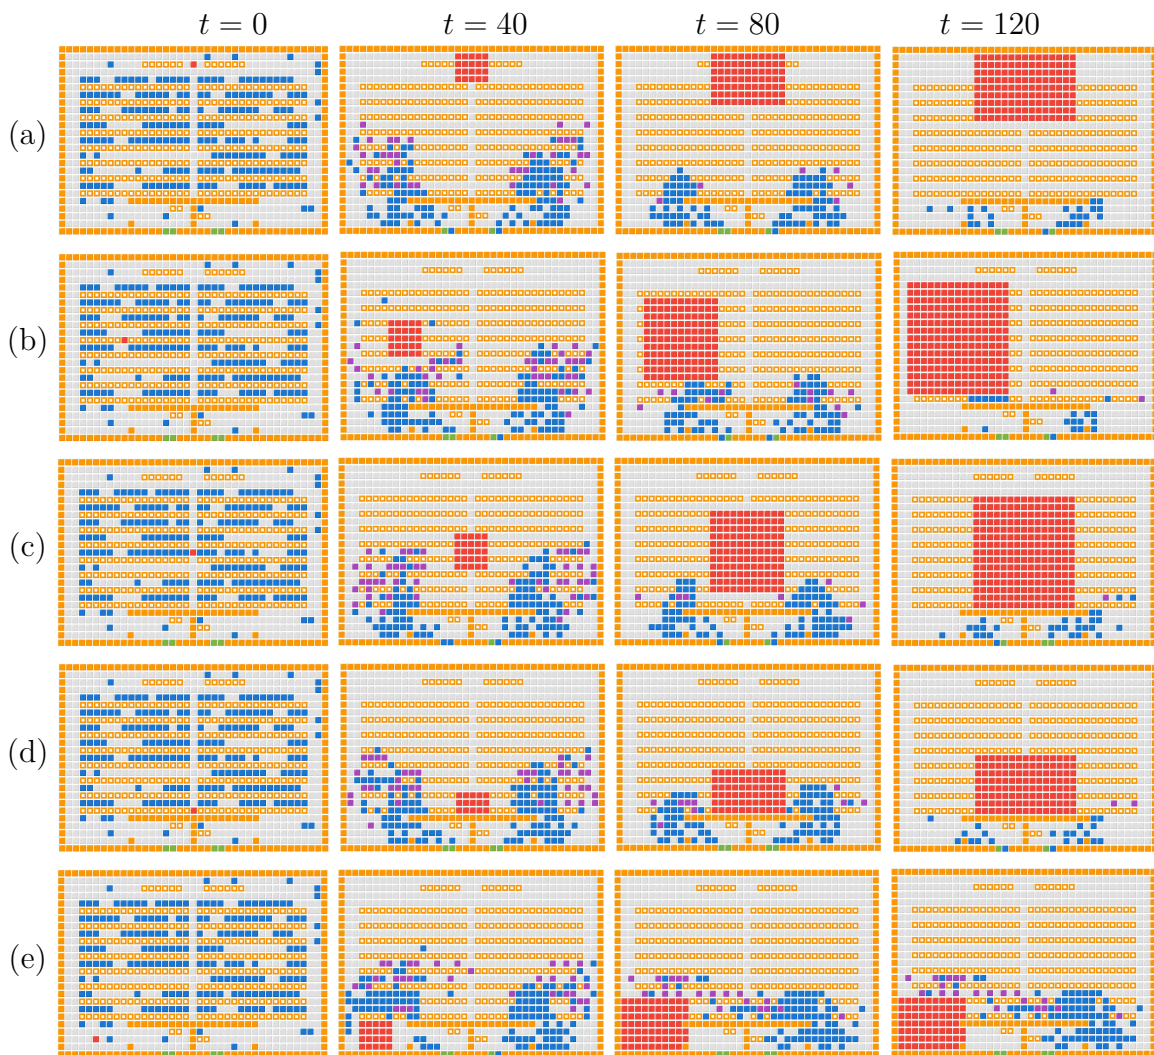 t = 0 t = 40 t = 80 t = 120
(a)
(b)
(c)
(d)
(e)